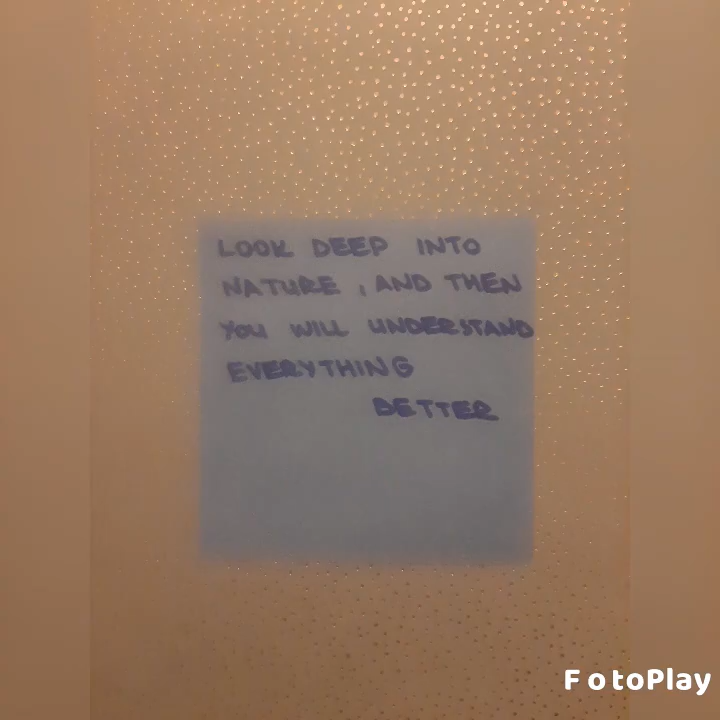 LOOK DEEP INTO
NATURE , AND THEN
YOU WILL UNDERSTAND
EVERYTHING
BETTER
FotoPlay